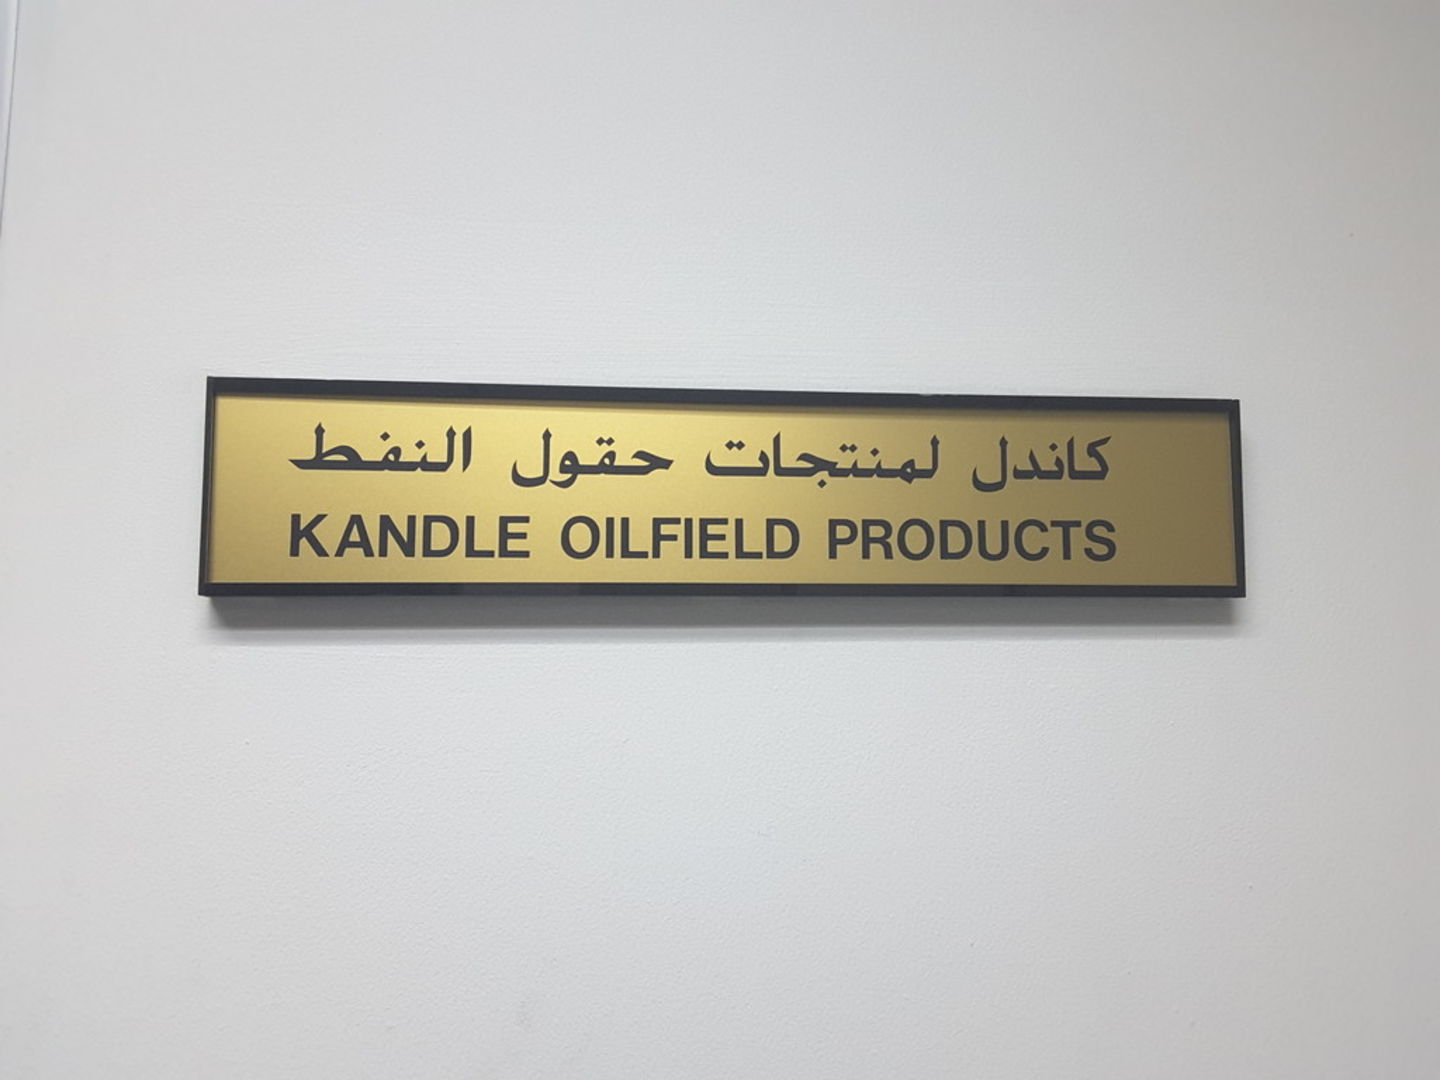 كاندل لمنتجات حقول النفط
KANDLE OILFIELD PRODUCTS